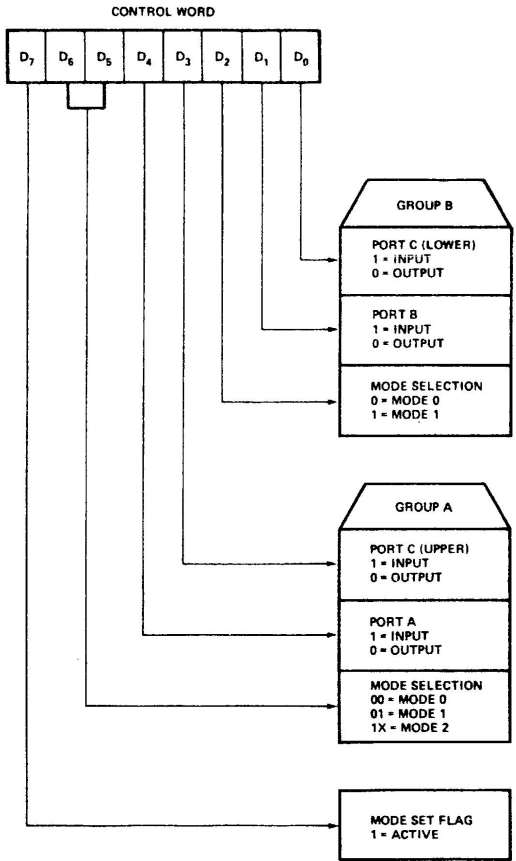 CONTROL WORD
D7 D6 D5 D4 D3 D2 D1 D0
GROUP B
PORT C (LOWER)
1 = INPUT
0 = OUTPUT
PORT B
1 = INPUT
0 = OUTPUT
MODE SELECTION
0 = MODE 0
1 = MODE 1
GROUP A
PORT C (UPPER)
1 = INPUT
0 = OUTPUT
PORT A
1 = INPUT
0 = OUTPUT
MODE SELECTION
00 = MODE 0
01 = MODE 1
1X = MODE 2
MODE SET FLAG
1 = ACTIVE